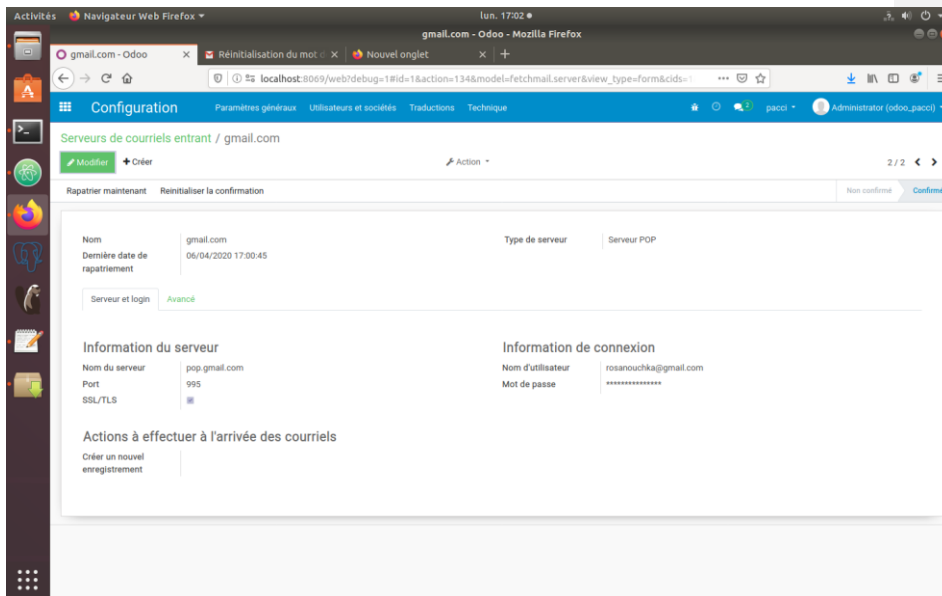 Activités Navigateur Web Firefox lun. 17:02
gmail.com - Odoo - Mozilla Firefox
gmail.com - Odoo Réinitialisation du mot d Nouvel onglet
localhost:8069/web?debug=1#id=1&action=134&model=fetchmail.server&view_type=form&cids=1
Configuration Paramètres généraux Utilisateurs et sociétés Traductions Technique 2 pacci Administrator (odoo_pacci)
Serveurs de courriels entrant / gmail.com
Modifier Créer Action 2 / 2
Rapatrier maintenant Reinitialiser la confirmation Non confirmé Confirmé
Nom gmail.com Type de serveur Serveur POP
Dernière date de 06/04/2020 17:00:45
rapatriement
Serveur et login Avancé
Information du serveur Information de connexion
Nom du serveur pop.gmail.com Nom d'utilisateur rosanouchka@gmail.com
Port 995 Mot de passe ***************
SSL/TLS
Actions à effectuer à l'arrivée des courriels
Créer un nouvel
enregistrement